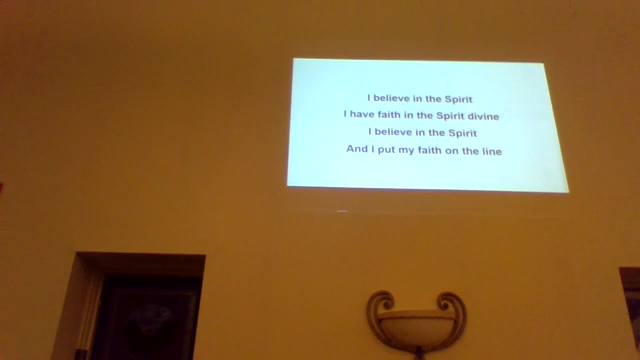 I believe in the Spirit
I have faith in the Spirit divine
I believe in the Spirit
And I put my faith on the line